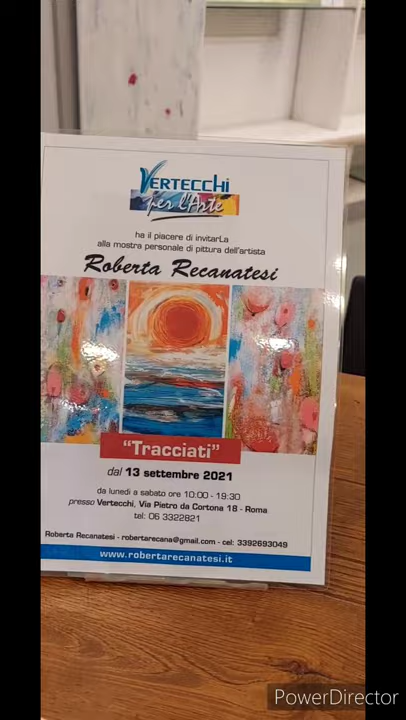 VERTECCHI
per l'Arte
ha il piacere di invitarLa
alla mostra personale di pittura dell'artista
Roberta Recanatesi
"Tracciati"
dal 13 settembre 2021
da lunedì a sabato ore 10:00 - 19:30
presso Vertecchi, Via Pietro da Cortona 18 - Roma
tel: 06 3322821
Roberta Recanatesi - robertarecana@gmail.com - cel: 3392693049
www.robertarecanatesi.it
PowerDirector